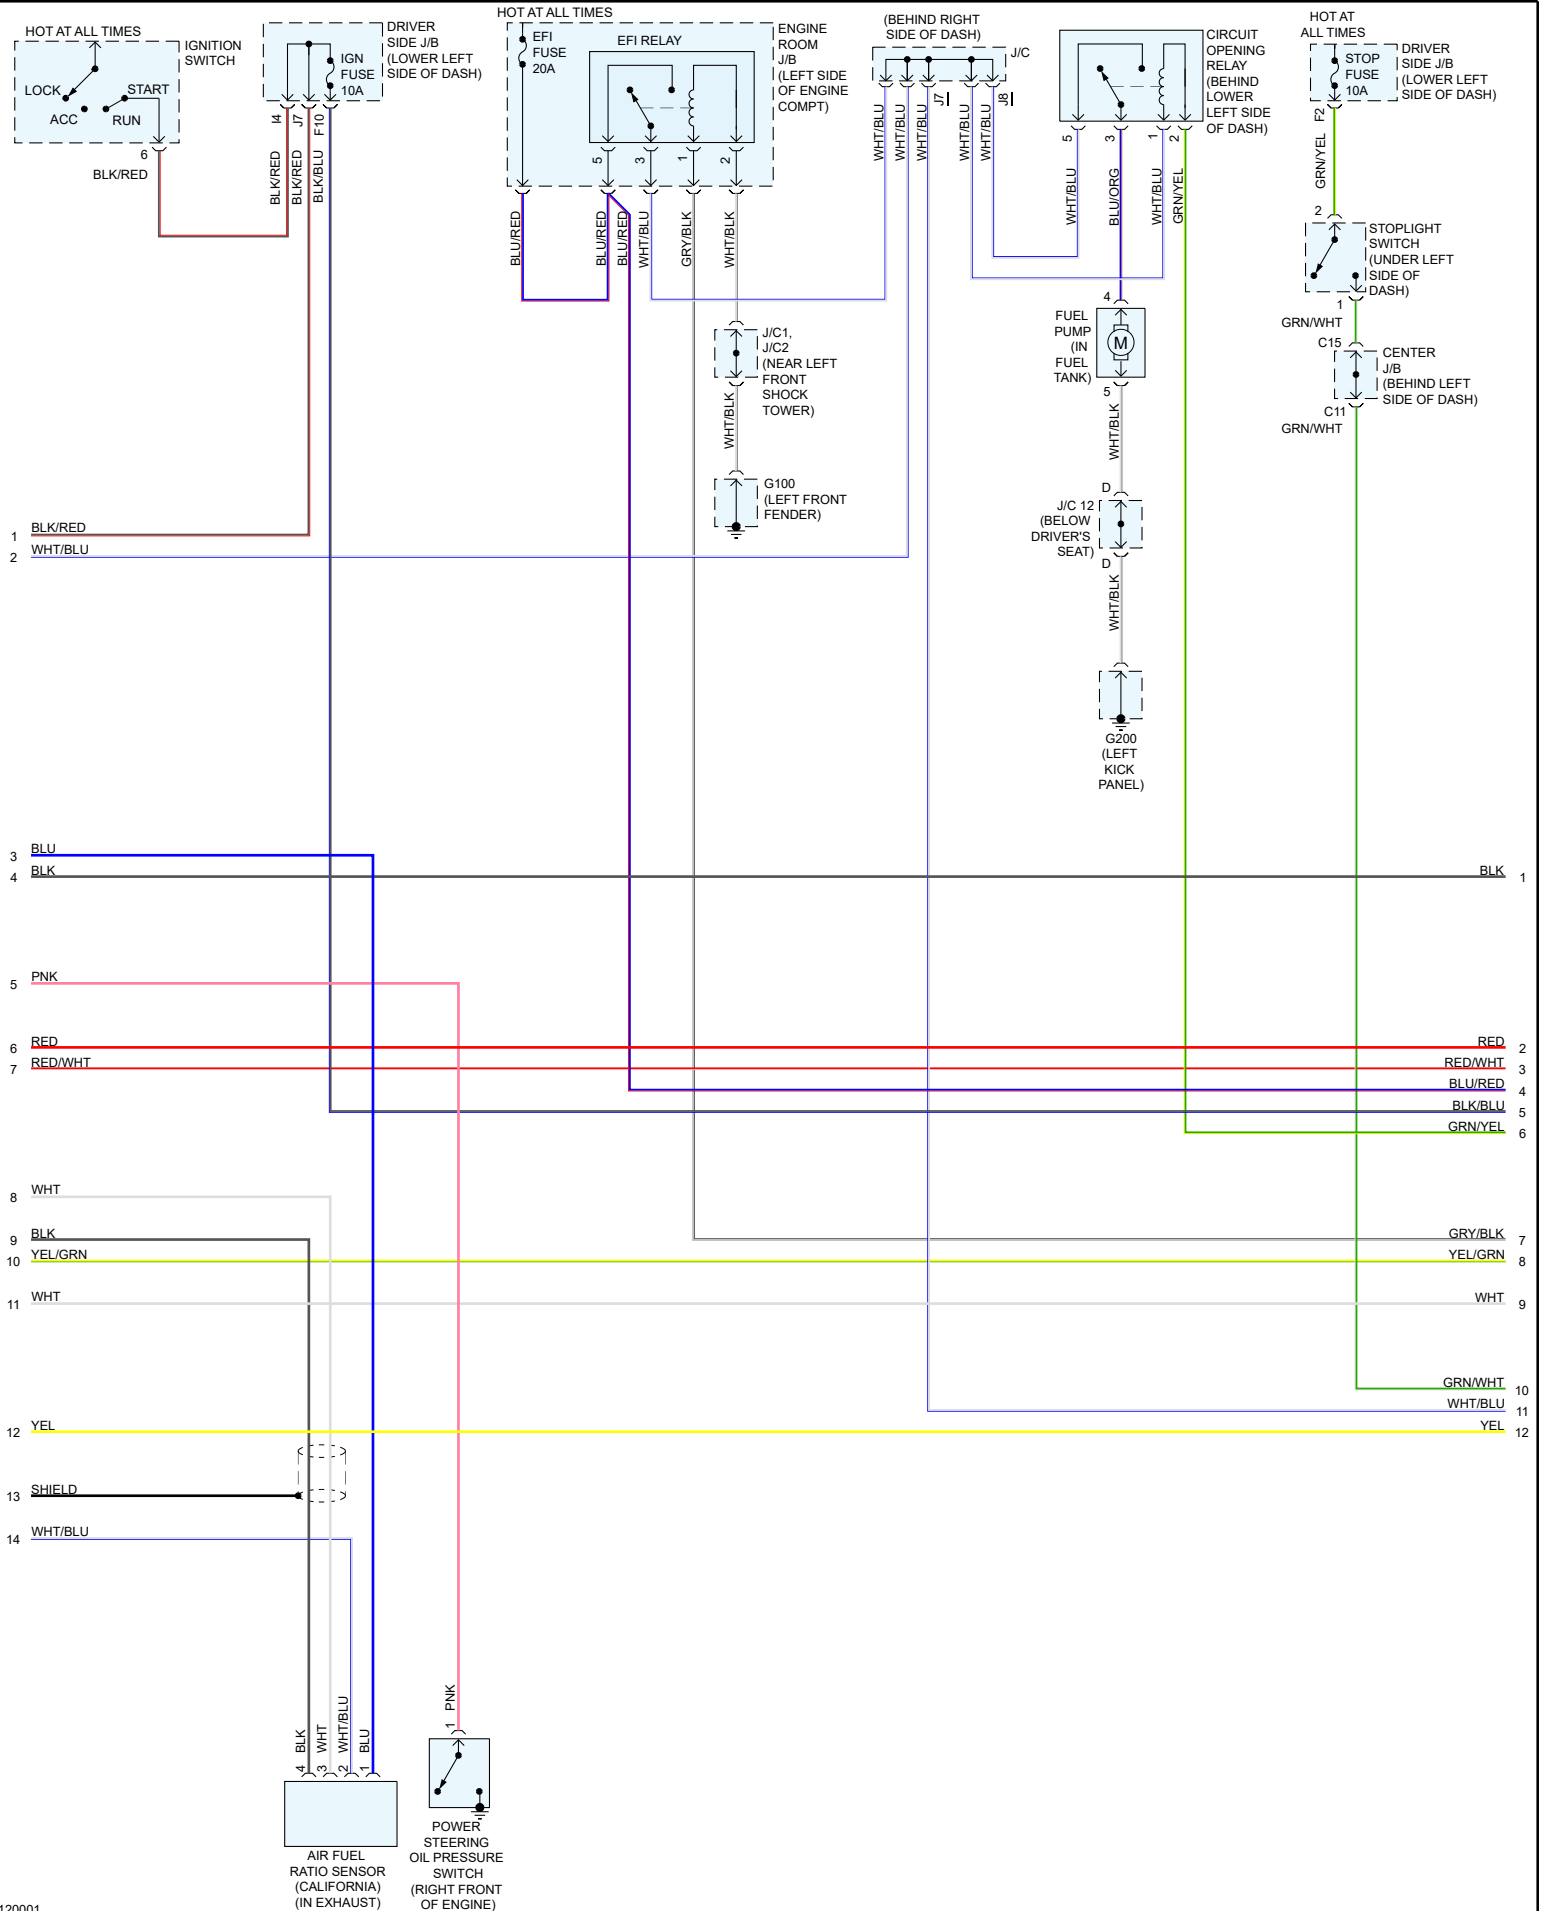 HOT AT ALL TIMES
IGNITION
SWITCH
LOCK
START
ACC
RUN
6
BLK/RED
DRIVER
SIDE J/B
(LOWER LEFT
SIDE OF DASH)
IGN
FUSE
10A
I4
J7
F10
BLK/RED
BLK/RED
BLK/BLU
HOT AT ALL TIMES
EFI
FUSE
20A
EFI RELAY
ENGINE
ROOM
J/B
(LEFT SIDE
OF ENGINE
COMPT)
5
3
1
2
BLU/RED
BLU/RED
BLU/RED
WHT/BLU
GRY/BLK
WHT/BLK
J/C1,
J/C2
(NEAR LEFT
FRONT
SHOCK
TOWER)
WHT/BLK
G100
(LEFT FRONT
FENDER)
(BEHIND RIGHT
SIDE OF DASH)
J/C
J7
J8
WHT/BLU
WHT/BLU
WHT/BLU
WHT/BLU
WHT/BLU
CIRCUIT
OPENING
RELAY
(BEHIND
LOWER
LEFT SIDE
OF DASH)
5
3
1
2
WHT/BLU
BLU/ORG
WHT/BLU
GRN/YEL
4
FUEL
PUMP
(IN
FUEL
TANK)
M
5
WHT/BLK
D
J/C 12
(BELOW
DRIVER'S
SEAT)
D
WHT/BLK
G200
(LEFT
KICK
PANEL)
HOT AT
ALL TIMES
STOP
FUSE
10A
DRIVER
SIDE J/B
(LOWER LEFT
SIDE OF DASH)
F2
GRN/YEL
2
STOPLIGHT
SWITCH
(UNDER LEFT
SIDE OF
DASH)
1
GRN/WHT
C15
CENTER
J/B
(BEHIND LEFT
SIDE OF DASH)
C11
GRN/WHT
1 BLK/RED
2 WHT/BLU
3 BLU
4 BLK
BLK 1
5 PNK
6 RED
RED 2
7 RED/WHT
RED/WHT 3
BLU/RED 4
BLK/BLU 5
GRN/YEL 6
8 WHT
9 BLK
GRY/BLK 7
10 YEL/GRN
YEL/GRN 8
11 WHT
WHT 9
GRN/WHT 10
WHT/BLU 11
12 YEL
YEL 12
13 SHIELD
14 WHT/BLU
BLK
WHT
WHT/BLU
BLU
4
3
2
1
AIR FUEL
RATIO SENSOR
(CALIFORNIA)
(IN EXHAUST)
PNK
1
POWER
STEERING
OIL PRESSURE
SWITCH
(RIGHT FRONT
OF ENGINE)